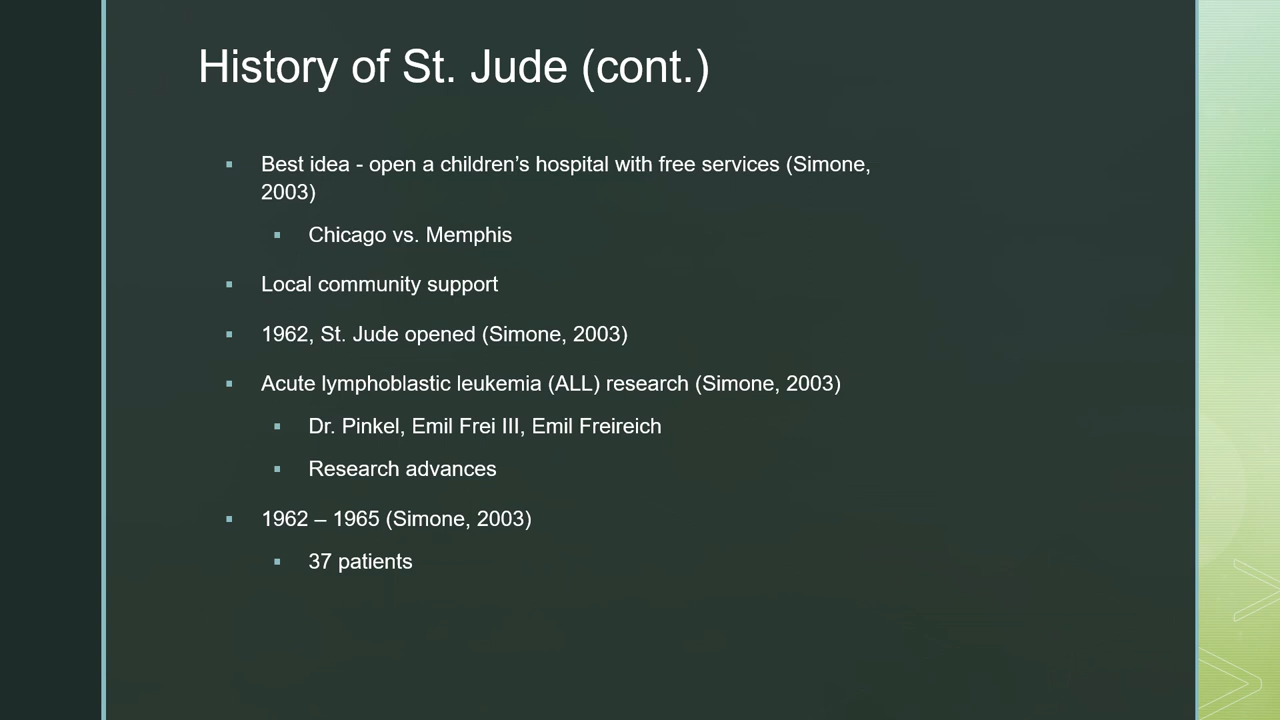 History of St. Jude (cont.)
▪ Best idea - open a children’s hospital with free services (Simone,
2003)
▪ Chicago vs. Memphis
▪ Local community support
▪ 1962, St. Jude opened (Simone, 2003)
▪ Acute lymphoblastic leukemia (ALL) research (Simone, 2003)
▪ Dr. Pinkel, Emil Frei III, Emil Freireich
▪ Research advances
▪ 1962 – 1965 (Simone, 2003)
▪ 37 patients